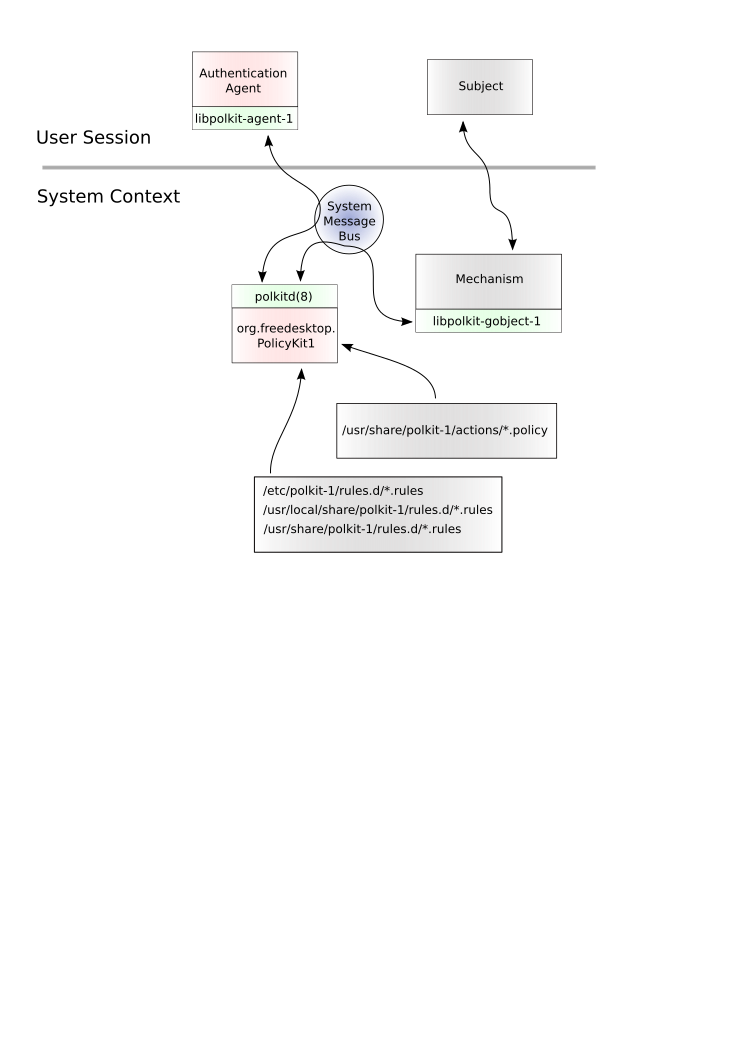 Authentication
Agent
libpolkit-agent-1
Subject
User Session
System Context
System
Message
Bus
Mechanism
libpolkit-gobject-1
polkitd(8)
org.freedesktop.
PolicyKit1
/usr/share/polkit-1/actions/*.policy
/etc/polkit-1/rules.d/*.rules
/usr/local/share/polkit-1/rules.d/*.rules
/usr/share/polkit-1/rules.d/*.rules